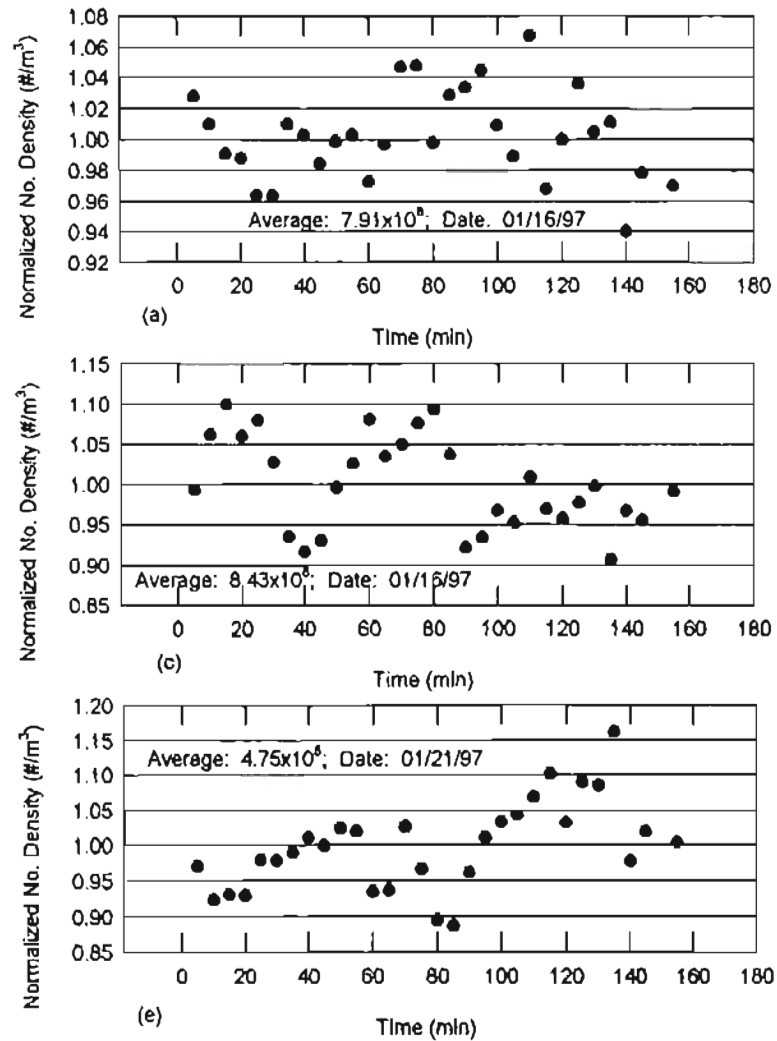 Normalized No. Density (#/m³)
1.08
1.06
1.04
1.02
1.00
0.98
0.96
0.94
0.92
Average: 7.91x10⁸; Date. 01/16/97
0 20 40 60 80 100 120 140 160 180
(a)
Time (min)
Normalized No. Density (#/m³)
1.15
1.10
1.05
1.00
0.95
0.90
0.85
Average: 8.43x10⁸; Date: 01/16/97
0 20 40 60 80 100 120 140 160 180
(c)
Time (min)
Normalized No. Density (#/m³)
1.20
1.15
1.10
1.05
1.00
0.95
0.90
0.85
Average: 4.75x10⁸; Date: 01/21/97
0 20 40 60 80 100 120 140 160 180
(e)
Time (min)